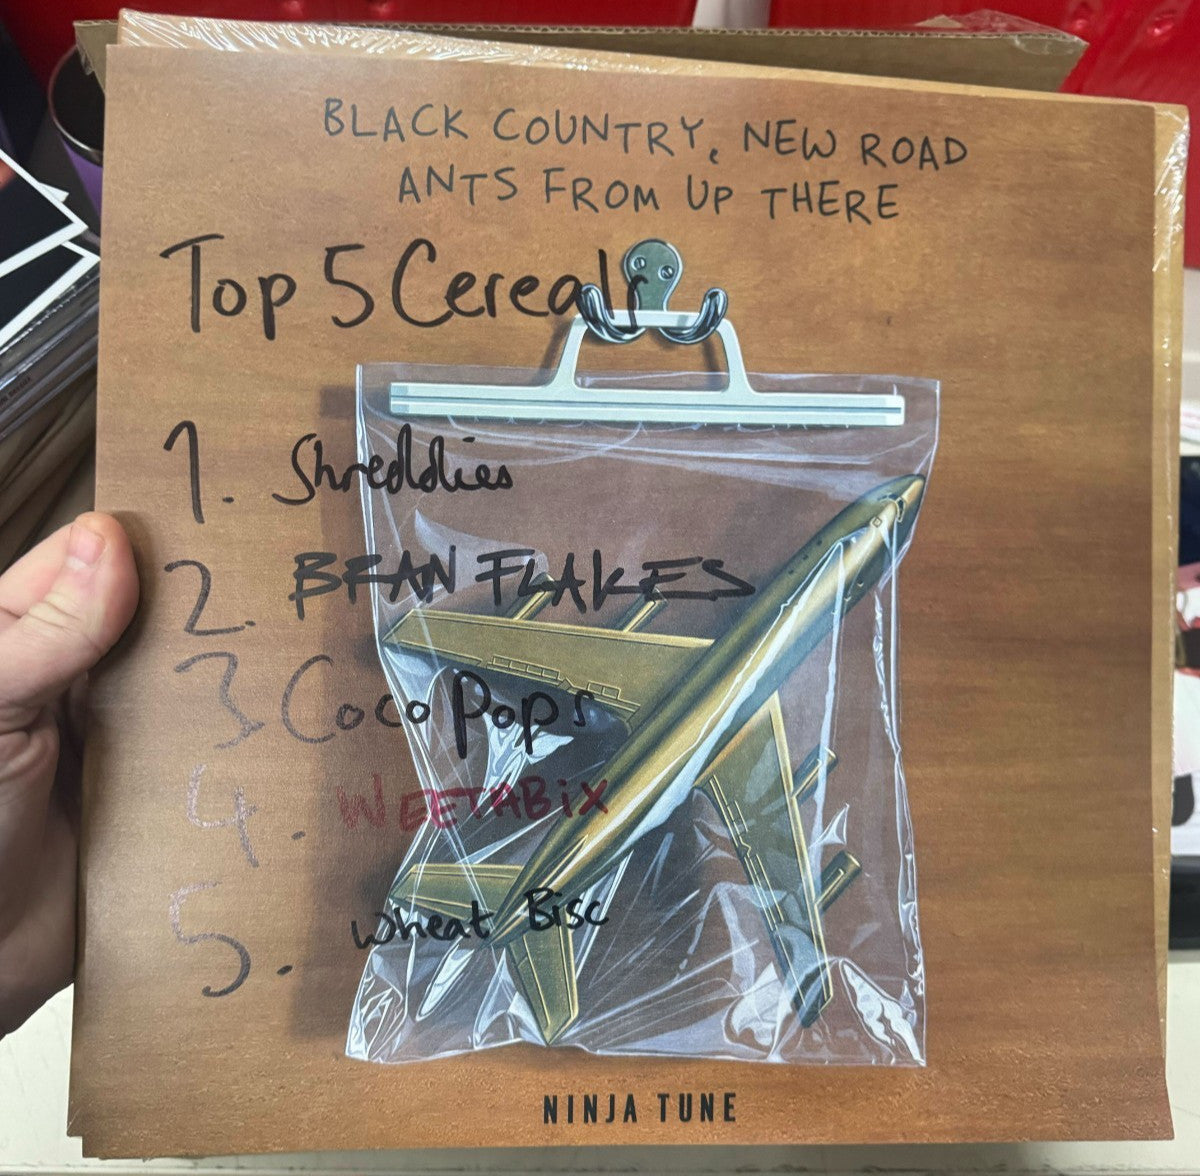 BLACK COUNTRY, NEW ROAD
ANTS FROM UP THERE
Top 5 Cereals
1. Shreddies
2. BRAN FLAKES
3 Coco Pops
4. WEETABiX
5. wheat Bisc
NINJA TUNE